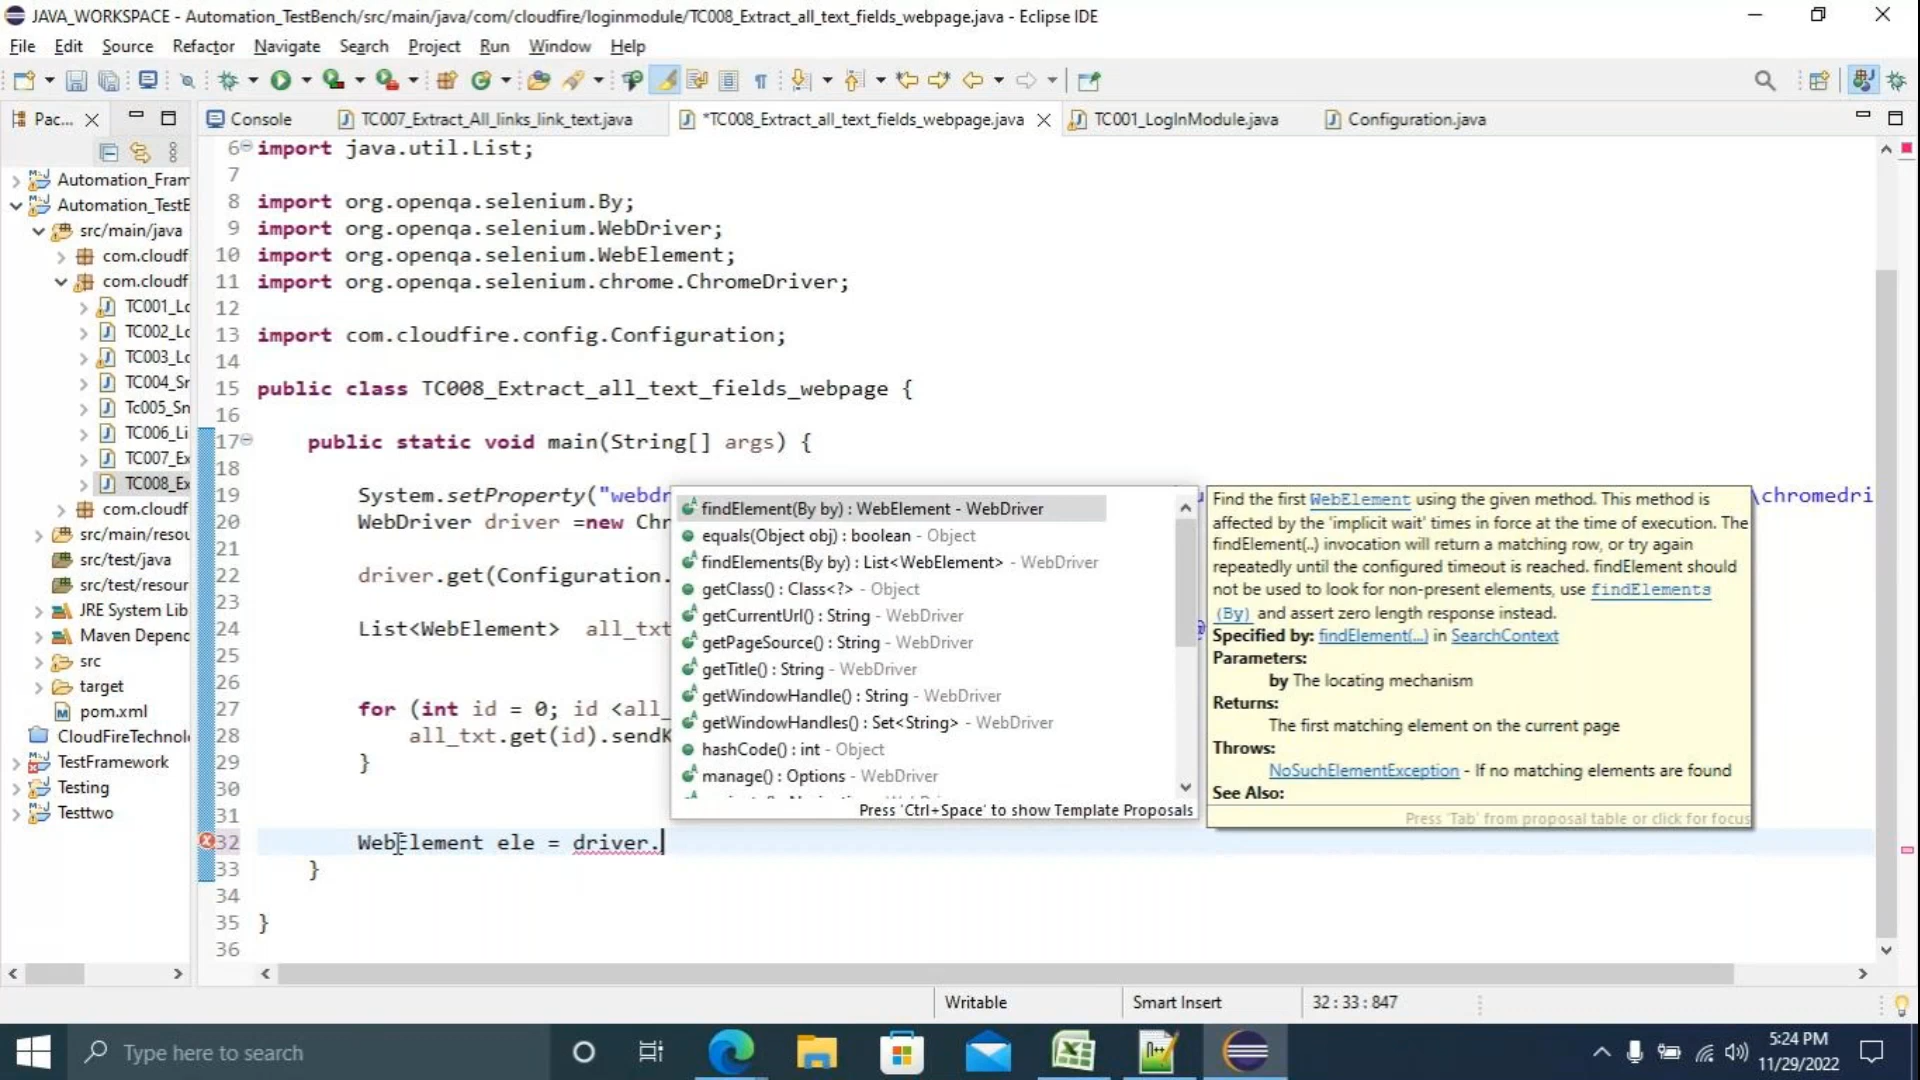 JAVA_WORKSPACE - Automation_TestBench/src/main/java/com/cloudfire/loginmodule/TC008_Extract_all_text_fields_webpage.java - Eclipse IDE
File Edit Source Refactor Navigate Search Project Run Window Help
Pac...
Console TC007_Extract_All_links_link_text.java *TC008_Extract_all_text_fields_webpage.java TC001_LogInModule.java Configuration.java
Automation_Fram
Automation_TestB
src/main/java
com.cloudf
com.cloudf
TC001_Lo
TC002_Lo
TC003_Lo
TC004_Sn
Tc005_Sn
TC006_Li
TC007_Ex
TC008_Ex
com.cloudf
src/main/resou
src/test/java
src/test/resour
JRE System Lib
Maven Depend
src
target
pom.xml
CloudFireTechnol
TestFramework
Testing
Testtwo
6 import java.util.List;
7
8 import org.openqa.selenium.By;
9 import org.openqa.selenium.WebDriver;
10 import org.openqa.selenium.WebElement;
11 import org.openqa.selenium.chrome.ChromeDriver;
12
13 import com.cloudfire.config.Configuration;
14
15 public class TC008_Extract_all_text_fields_webpage {
16
17 public static void main(String[] args) {
18
19 System.setProperty("webdr \chromedri
20 WebDriver driver =new Chr
21
22 driver.get(Configuration.
23
24 List<WebElement> all_txt
25
26
27 for (int id = 0; id <all_
28 all_txt.get(id).sendK
29 }
30
31
32 WebElement ele = driver.
33 }
34
35 }
36
findElement(By by) : WebElement - WebDriver
equals(Object obj) : boolean - Object
findElements(By by) : List<WebElement> - WebDriver
getClass() : Class<?> - Object
getCurrentUrl() : String - WebDriver
getPageSource() : String - WebDriver
getTitle() : String - WebDriver
getWindowHandle() : String - WebDriver
getWindowHandles() : Set<String> - WebDriver
hashCode() : int - Object
manage() : Options - WebDriver
Press 'Ctrl+Space' to show Template Proposals
Find the first WebElement using the given method. This method is
affected by the 'implicit wait' times in force at the time of execution. The
findElement(..) invocation will return a matching row, or try again
repeatedly until the configured timeout is reached. findElement should
not be used to look for non-present elements, use findElements
(By) and assert zero length response instead.
Specified by: findElement(...) in SearchContext
Parameters:
by The locating mechanism
Returns:
The first matching element on the current page
Throws:
NoSuchElementException - If no matching elements are found
See Also:
Press 'Tab' from proposal table or click for focus
Writable Smart Insert 32 : 33 : 847
Type here to search
5:24 PM
11/29/2022